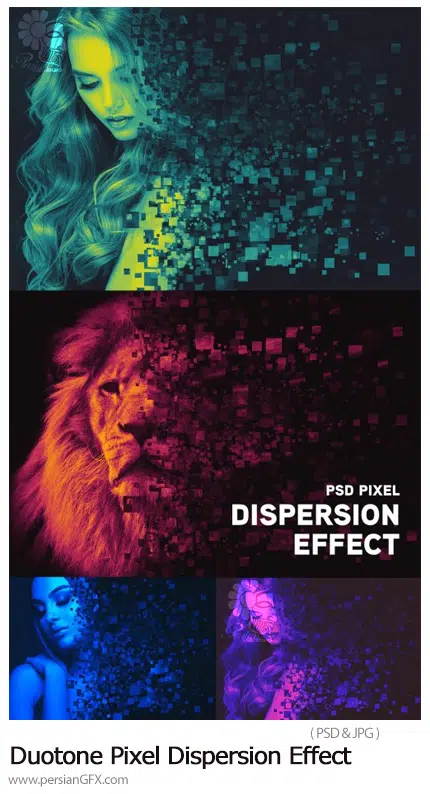 PSD PIXEL
DISPERSION
EFFECT
( PSD & JPG )
Duotone Pixel Dispersion Effect
www.persianGFX.com